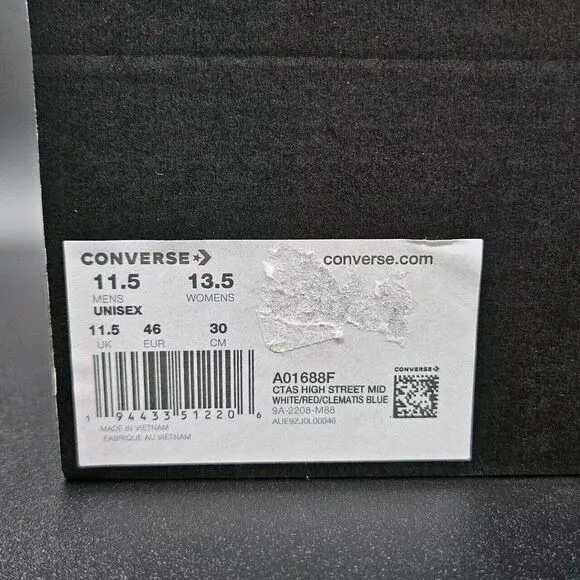 CONVERSE
converse.com
11.5 13.5
MENS WOMENS
UNISEX
11.5 46 30
UK EUR CM
1 94433 51220 6
MADE IN VIETNAM
FABRIQUE AU VIETNAM
A01688F
CTAS HIGH STREET MID
WHITE/RED/CLEMATIS BLUE
9A-2208-M88
AUE9ZJ0L00046
CONVERSE